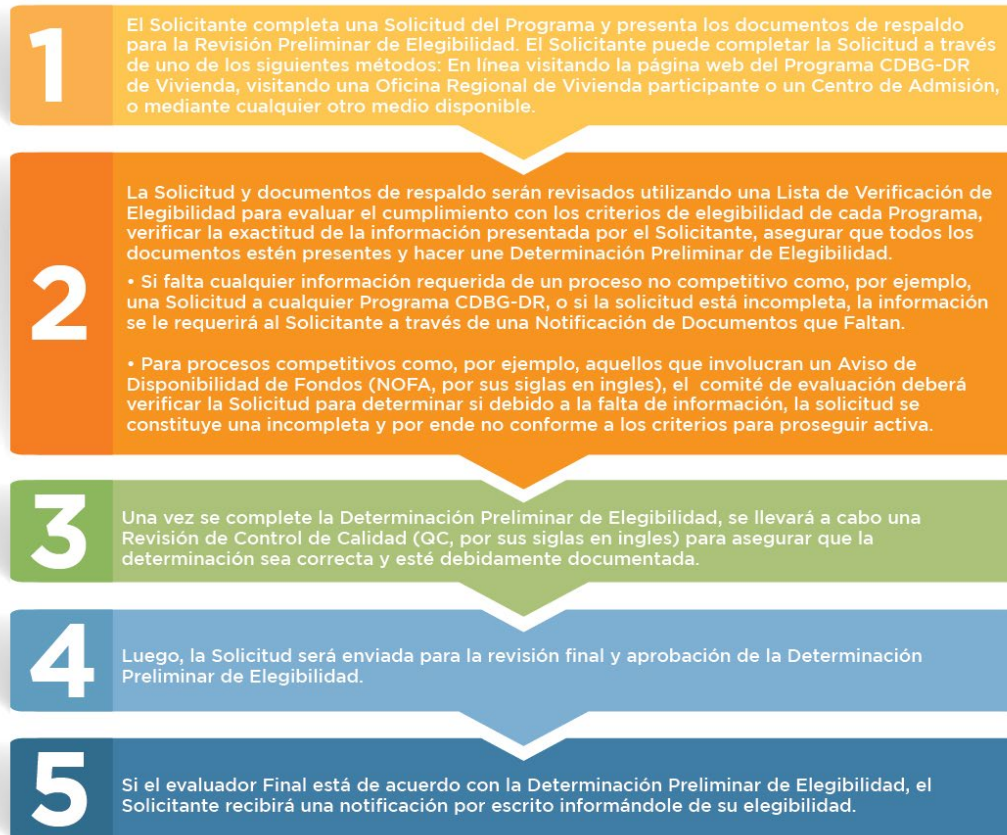 1
El Solicitante completa una Solicitud del Programa y presenta los documentos de respaldo
para la Revisión Preliminar de Elegibilidad. El Solicitante puede completar la Solicitud a través
de uno de los siguientes métodos: En línea visitando la página web del Programa CDBG-DR
de Vivienda, visitando una Oficina Regional de Vivienda participante o un Centro de Admisión,
o mediante cualquier otro medio disponible.
2
La Solicitud y documentos de respaldo serán revisados utilizando una Lista de Verificación de
Elegibilidad para evaluar el cumplimiento con los criterios de elegibilidad de cada Programa,
verificar la exactitud de la información presentada por el Solicitante, asegurar que todos los
documentos estén presentes y hacer une Determinación Preliminar de Elegibilidad.
• Si falta cualquier información requerida de un proceso no competitivo como, por ejemplo,
una Solicitud a cualquier Programa CDBG-DR, o si la solicitud está incompleta, la información
se le requerirá al Solicitante a través de una Notificación de Documentos que Faltan.
• Para procesos competitivos como, por ejemplo, aquellos que involucran un Aviso de
Disponibilidad de Fondos (NOFA, por sus siglas en ingles), el comité de evaluación deberá
verificar la Solicitud para determinar si debido a la falta de información, la solicitud se
constituye una incompleta y por ende no conforme a los criterios para proseguir activa.
3
Una vez se complete la Determinación Preliminar de Elegibilidad, se llevará a cabo una
Revisión de Control de Calidad (QC, por sus siglas en ingles) para asegurar que la
determinación sea correcta y esté debidamente documentada.
4
Luego, la Solicitud será enviada para la revisión final y aprobación de la Determinación
Preliminar de Elegibilidad.
5
Si el evaluador Final está de acuerdo con la Determinación Preliminar de Elegibilidad, el
Solicitante recibirá una notificación por escrito informándole de su elegibilidad.